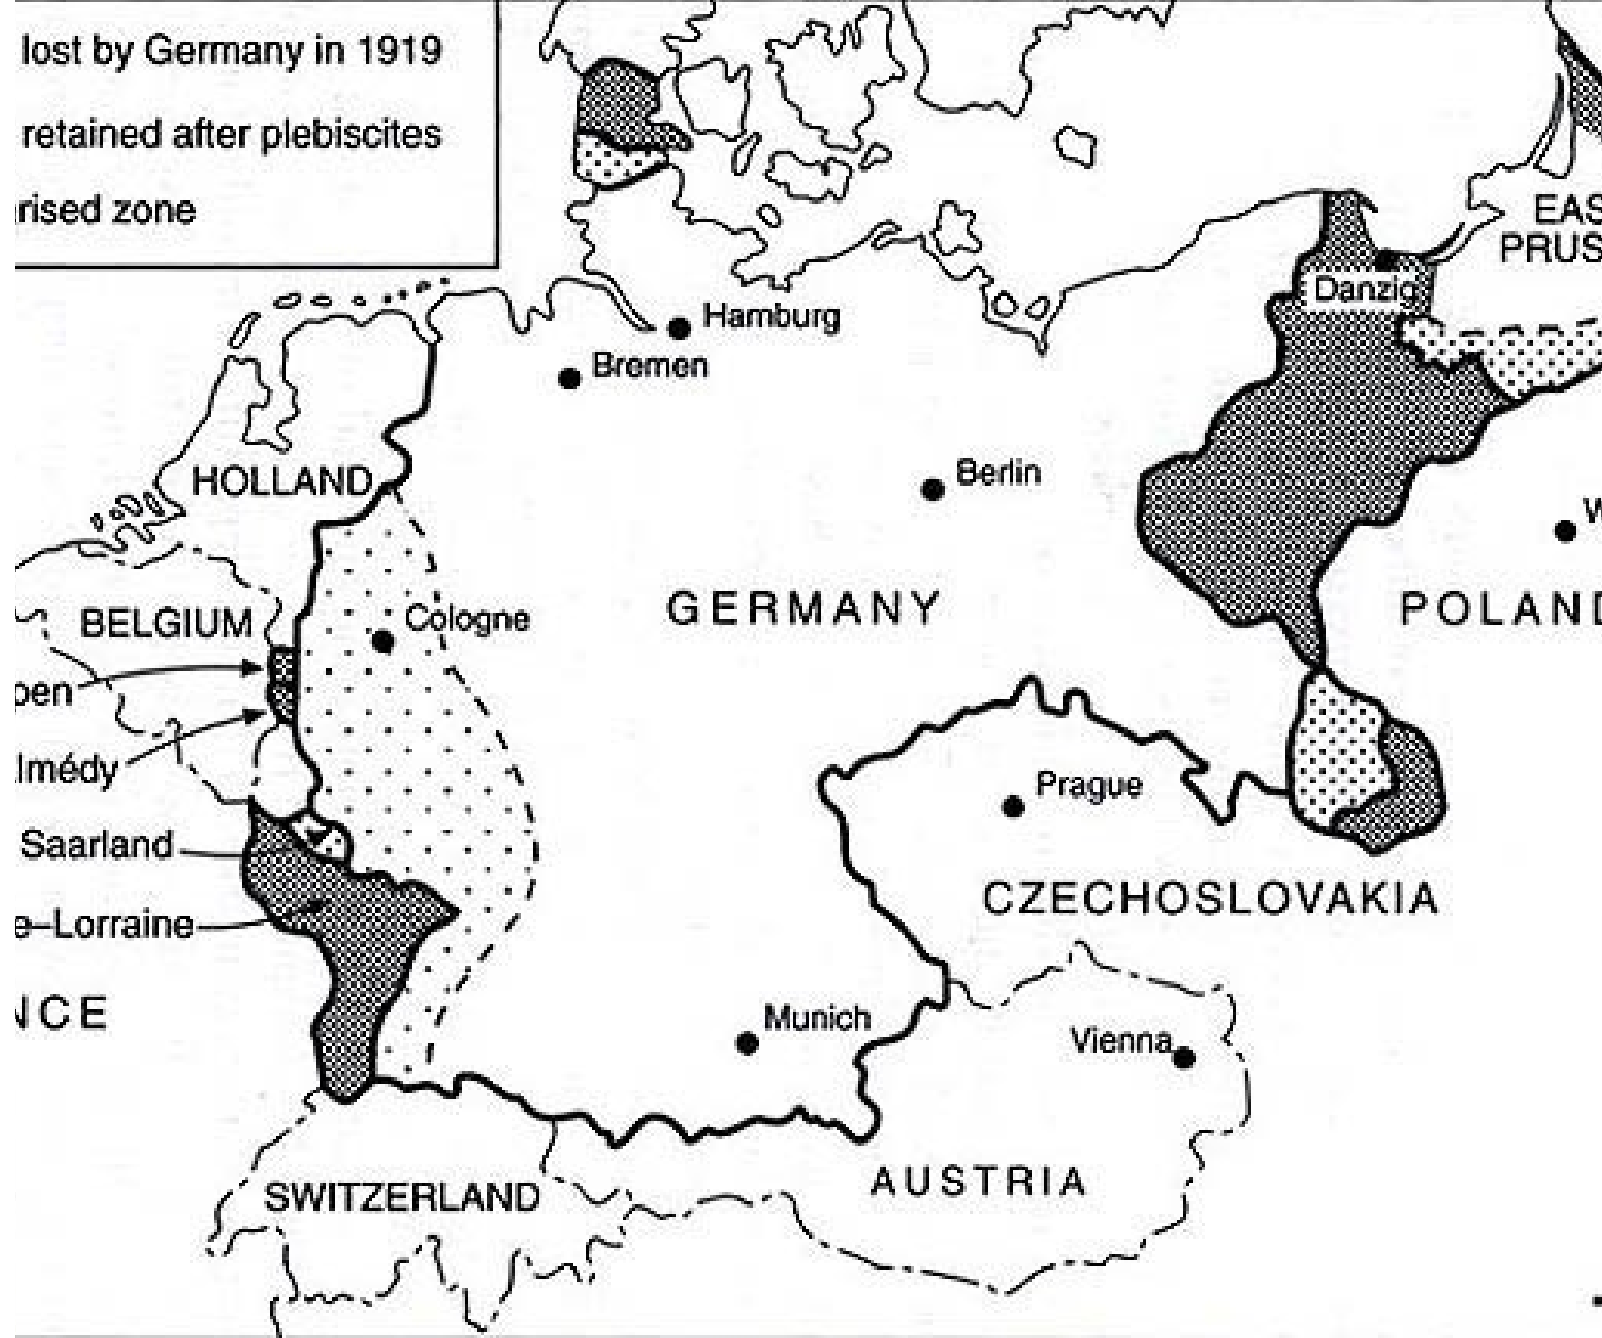 lost by Germany in 1919
retained after plebiscites
rised zone
EAS
PRUS
Danzig
Hamburg
Bremen
HOLLAND
Berlin
W
BELGIUM
Cologne
GERMANY
POLAND
pen
lmédy
Prague
Saarland
CZECHOSLOVAKIA
e–Lorraine
NCE
Munich
Vienna
AUSTRIA
SWITZERLAND